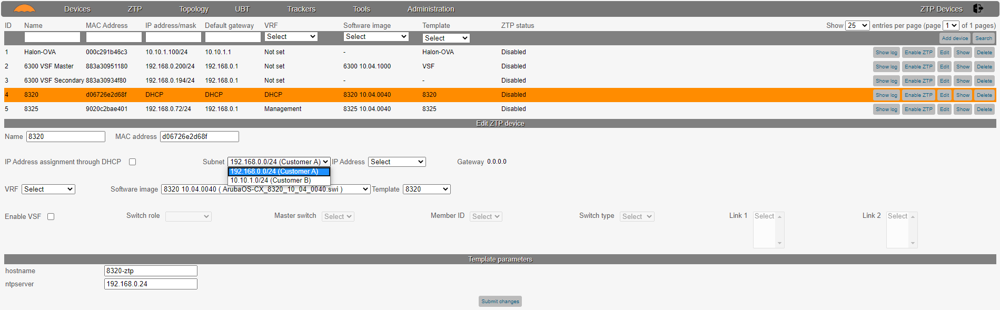 Devices ZTP Topology UBT Trackers Tools Administration ZTP Devices
ID Name MAC Address IP address/mask Default gateway VRF Software image Template ZTP status Show 25 entries per page (page 1 of 1 pages)
Select Select Select Add device Search
1 Halon-OVA 000c291b46c3 10.10.1.100/24 10.10.1.1 Not set - Halon-OVA Disabled Show log Enable ZTP Edit Show Delete
2 6300 VSF Master 883a30951180 192.168.0.200/24 192.168.0.1 Not set 6300 10.04.1000 VSF Disabled Show log Enable ZTP Edit Show Delete
3 6300 VSF Secondary 883a30934f80 192.168.0.194/24 192.168.0.1 Not set - - Disabled Show log Enable ZTP Edit Show Delete
4 8320 d06726e2d68f DHCP DHCP DHCP 8320 10.04.0040 8320 Disabled Show log Enable ZTP Edit Show Delete
5 8325 9020c2bae401 192.168.0.72/24 192.168.0.1 Management 8325 10.04.0040 8325 Disabled Show log Enable ZTP Edit Show Delete
Edit ZTP device
Name 8320 MAC address d06726e2d68f
IP Address assignment through DHCP Subnet 192.168.0.0/24 (Customer A) IP Address Select Gateway 0.0.0.0
192.168.0.0/24 (Customer A)
10.10.1.0/24 (Customer B)
VRF Select Software image 8320 10.04.0040 ( ArubaOS-CX_8320_10_04_0040.swi ) Template 8320
Enable VSF Switch role Master switch Select Member ID Select Switch type Select Link 1 Select Link 2 Select
Template parameters
hostname 8320-ztp
ntpserver 192.168.0.24
Submit changes